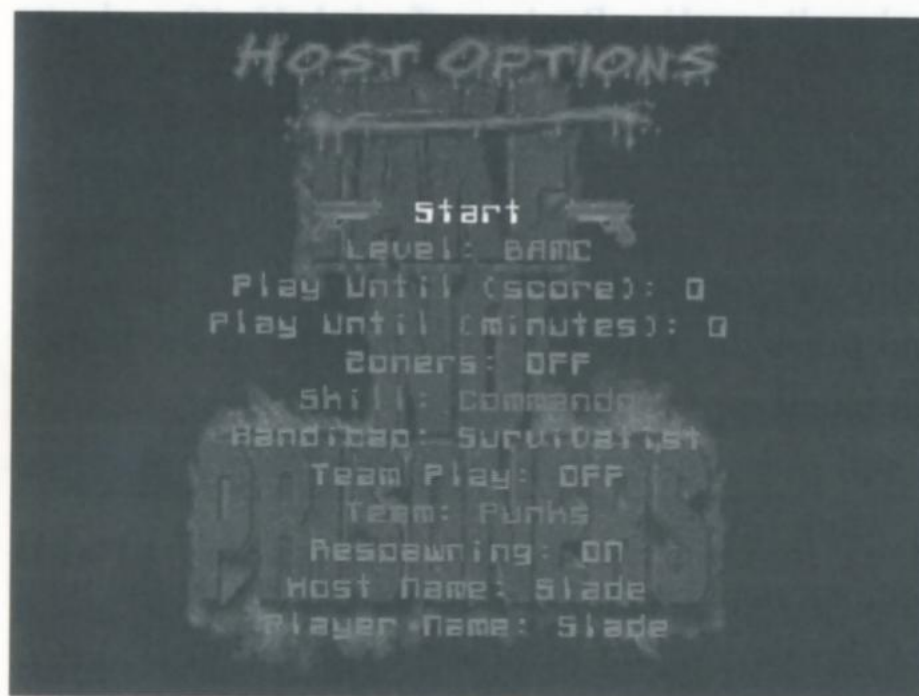 Host Options
Start
Level: BAMC
Play Until (score): 0
Play Until (minutes): 0
Zoners: OFF
Skill: Commando
Handicap: Survivalist
Team Play: OFF
Team: Punks
Respawning: ON
Host Name: Slade
Player Name: Slade